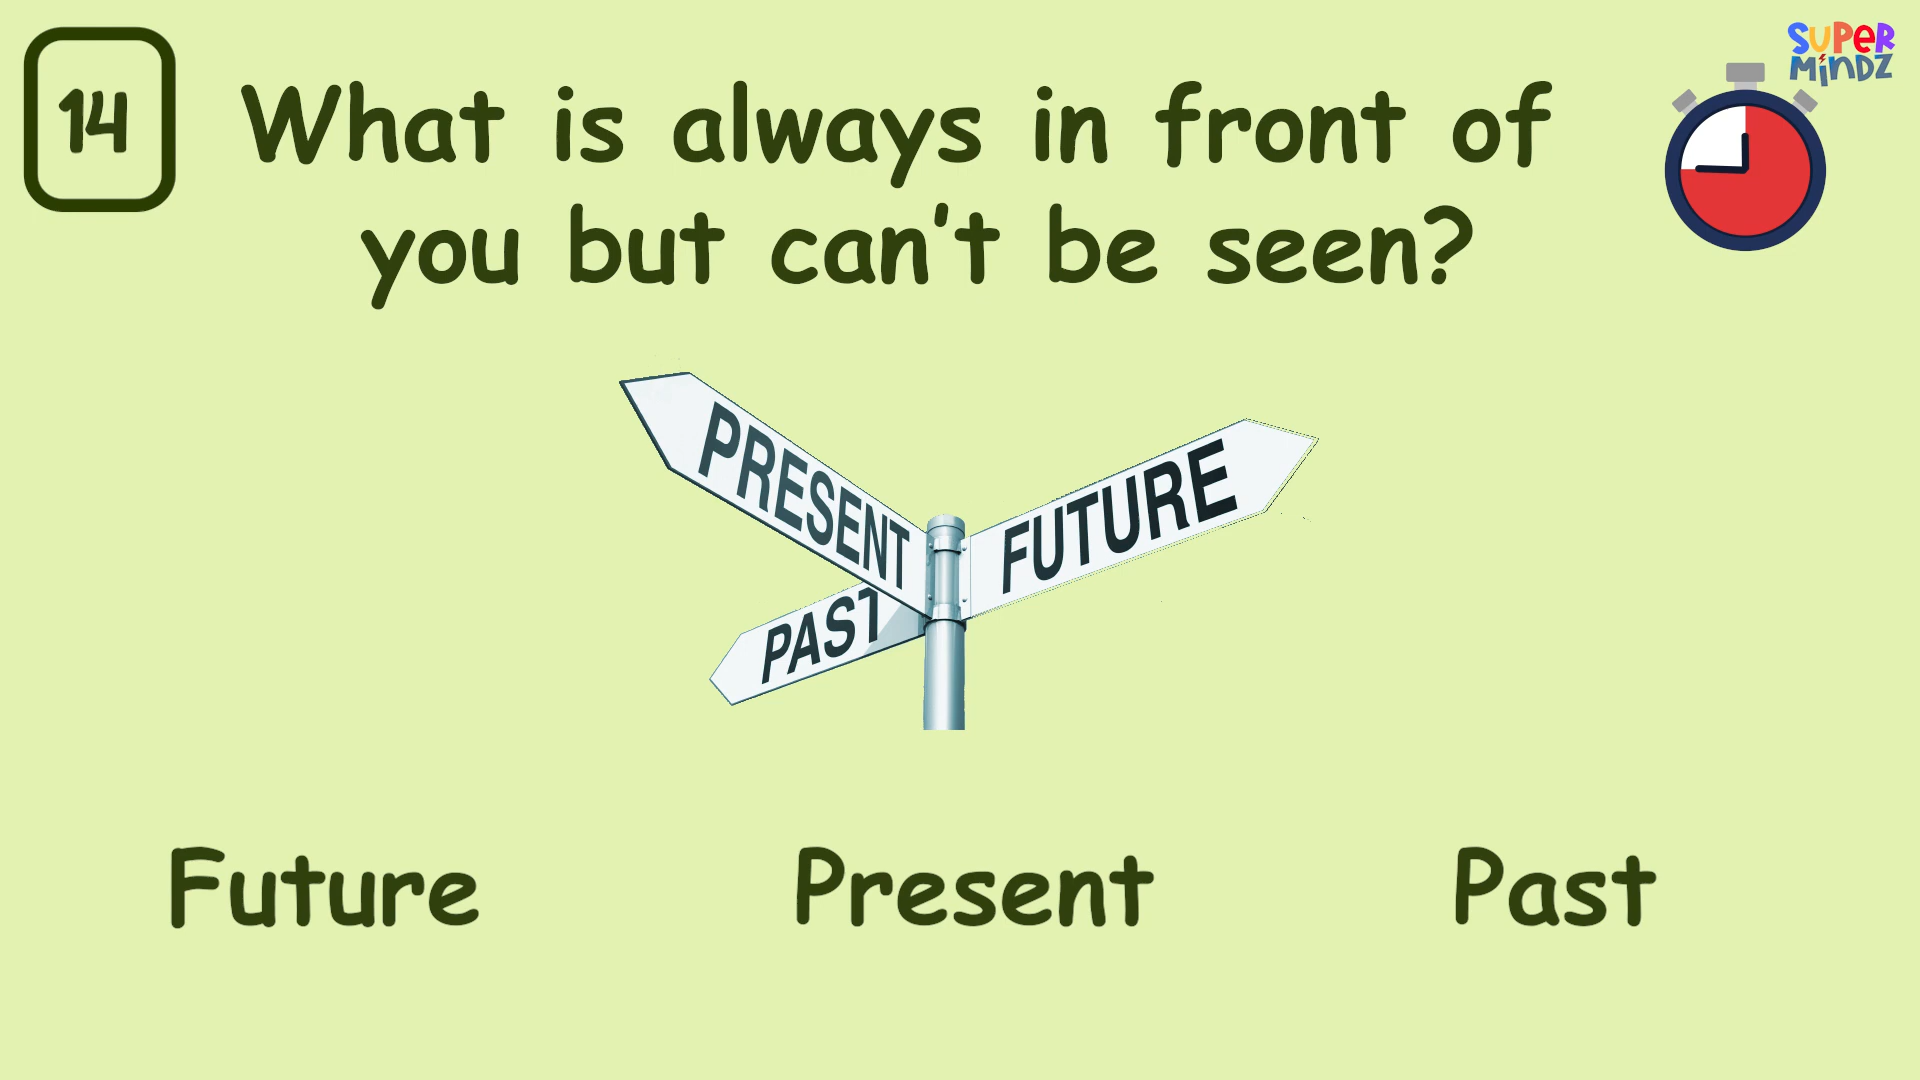 14
SUPER
MINDZ
What is always in front of
you but can't be seen?
PRESENT
FUTURE
PAST
Future Present Past